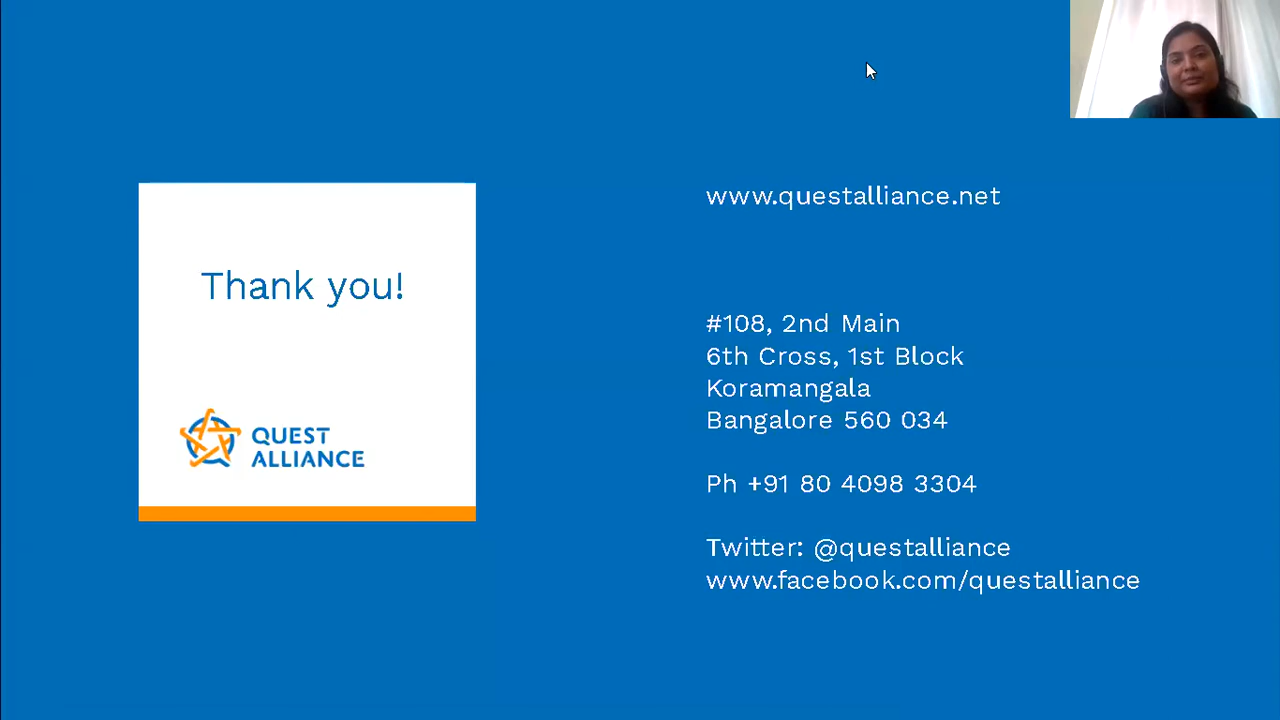 Thank you!
QUEST
ALLIANCE
www.questalliance.net
#108, 2nd Main
6th Cross, 1st Block
Koramangala
Bangalore 560 034
Ph +91 80 4098 3304
Twitter: @questalliance
www.facebook.com/questalliance